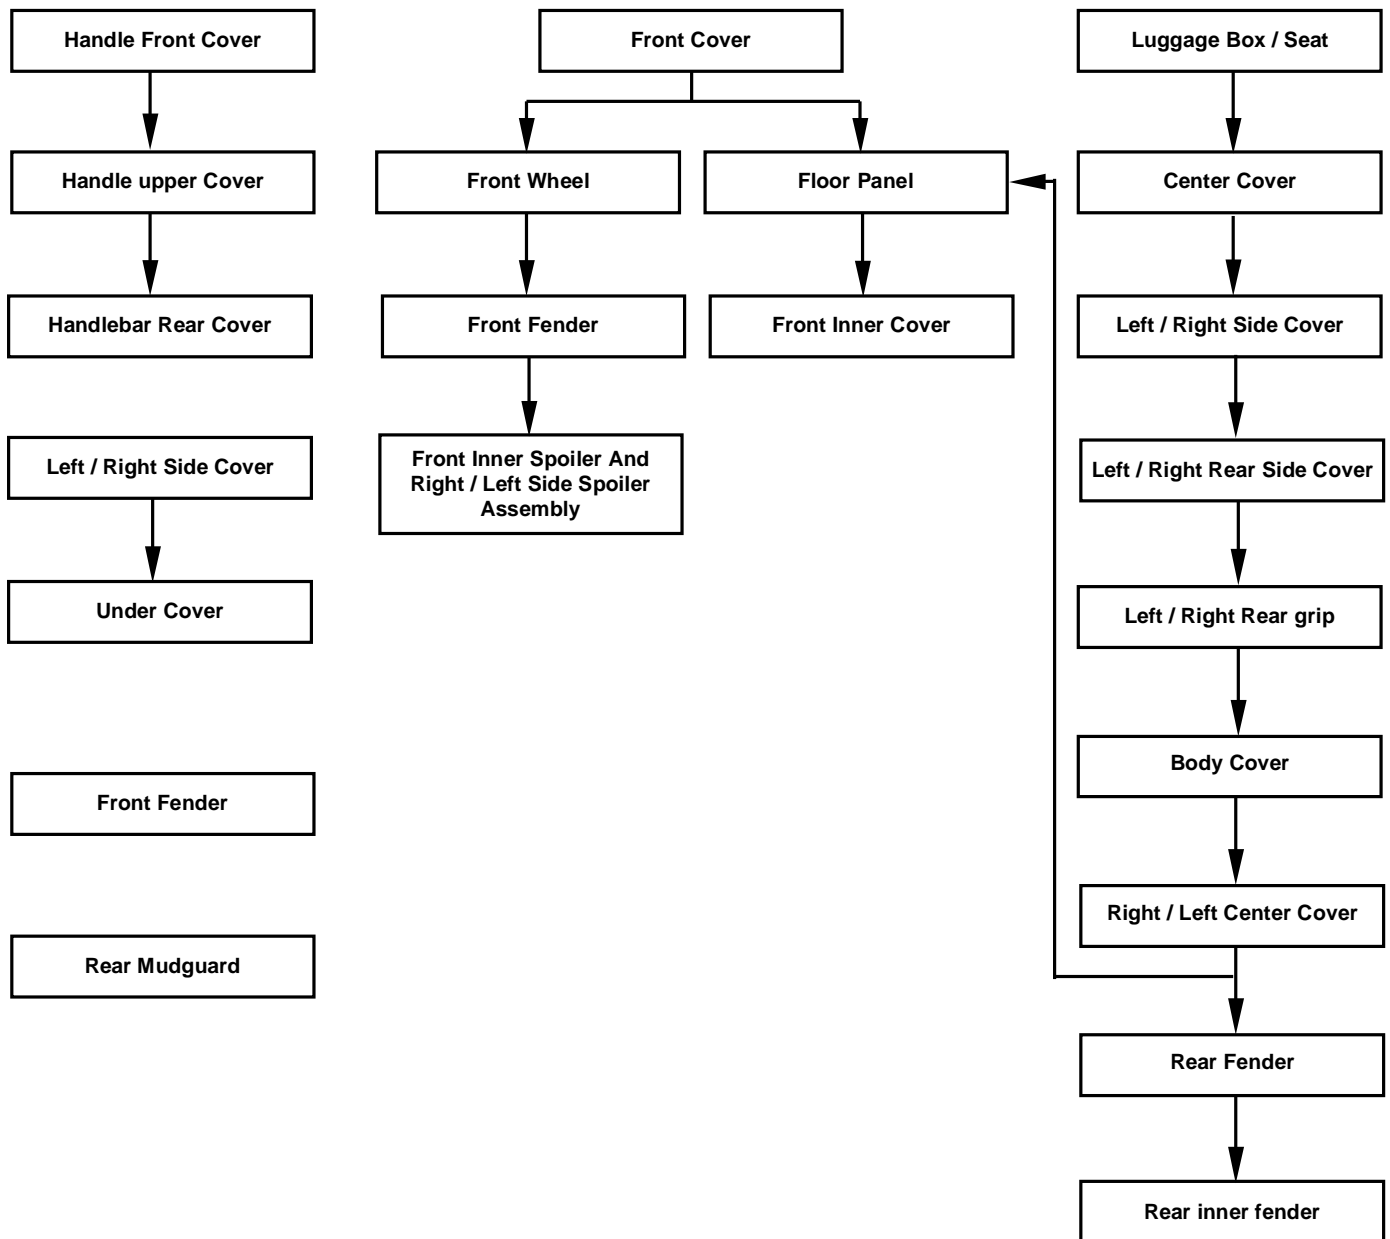 Handle Front Cover
Front Cover
Luggage Box / Seat
Handle upper Cover
Front Wheel
Floor Panel
Center Cover
Handlebar Rear Cover
Front Fender
Front Inner Cover
Left / Right Side Cover
Left / Right Side Cover
Front Inner Spoiler And
Right / Left Side Spoiler
Assembly
Left / Right Rear Side Cover
Under Cover
Left / Right Rear grip
Body Cover
Front Fender
Right / Left Center Cover
Rear Mudguard
Rear Fender
Rear inner fender